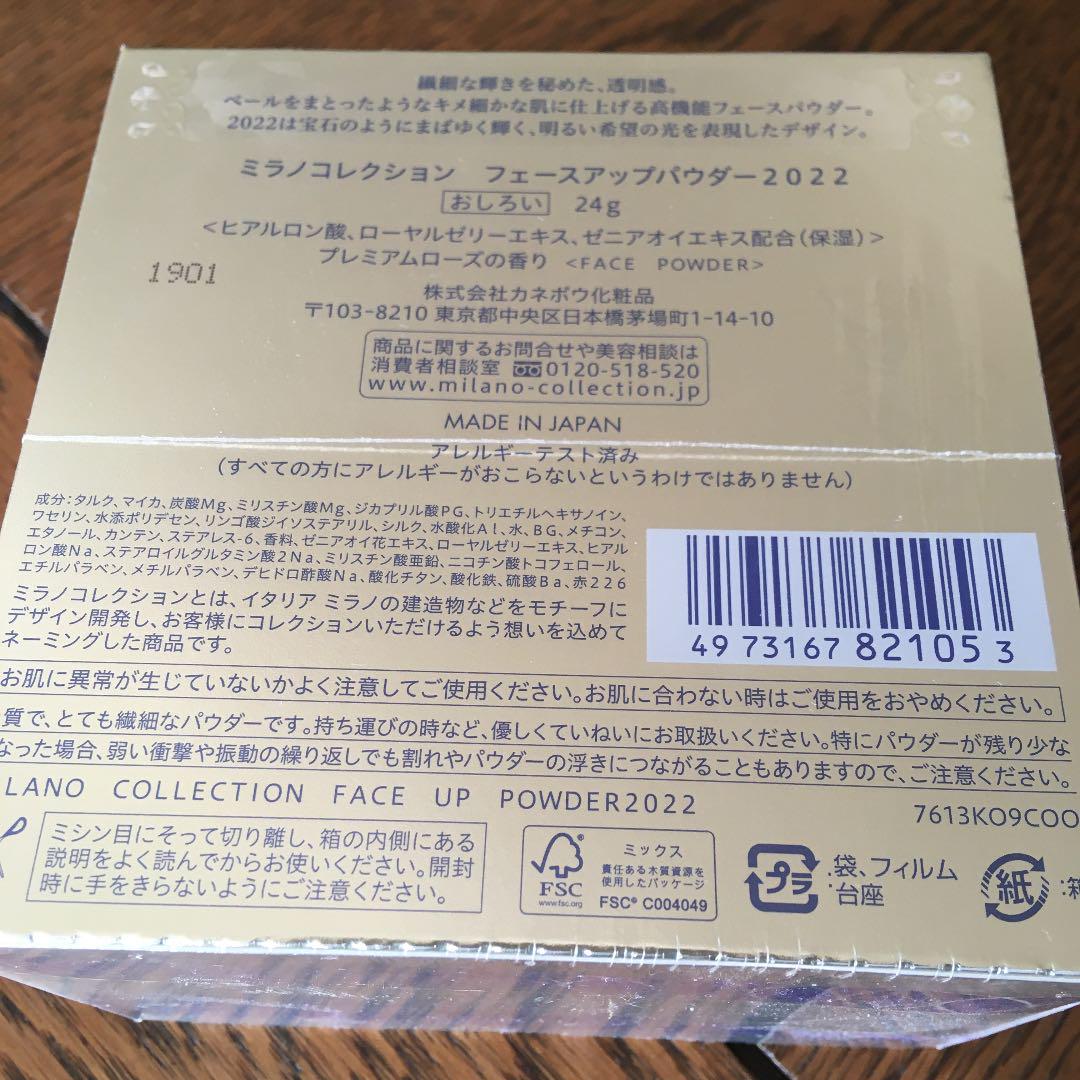 繊細な輝きを秘めた、透明感。
ベールをまとったようなキメ細かな肌に仕上げる高機能フェースパウダー。
2022は宝石のようにまばゆく輝く、明るい希望の光を表現したデザイン。
ミラノコレクション　フェースアップパウダー2022
おしろい　24g
<ヒアルロン酸、ローヤルゼリーエキス、ゼニアオイエキス配合(保湿)>
プレミアムローズの香り <FACE POWDER>
1901
株式会社カネボウ化粧品
〒103-8210 東京都中央区日本橋茅場町1-14-10
商品に関するお問合せや美容相談は
消費者相談室 0120-518-520
www.milano-collection.jp
MADE IN JAPAN
アレルギーテスト済み
(すべての方にアレルギーがおこらないというわけではありません)
成分:タルク、マイカ、炭酸Mg、ミリスチン酸Mg、ジカプリル酸PG、トリエチルヘキサノイン、
ワセリン、水添ポリデセン、リンゴ酸ジイソステアリル、シルク、水酸化Al、水、BG、メチコン、
エタノール、カンテン、ステアレス-6、香料、ゼニアオイ花エキス、ローヤルゼリーエキス、ヒアル
ロン酸Na、ステアロイルグルタミン酸2Na、ミリスチン酸亜鉛、ニコチン酸トコフェロール、
エチルパラベン、メチルパラベン、デヒドロ酢酸Na、酸化チタン、酸化鉄、硫酸Ba、赤226
ミラノコレクションとは、イタリア ミラノの建造物などをモチーフに
デザイン開発し、お客様にコレクションいただけるよう想いを込めて
ネーミングした商品です。
49 73167 82105 3
お肌に異常が生じていないかよく注意してご使用ください。お肌に合わない時はご使用をおやめください。
質で、とても繊細なパウダーです。持ち運びの時など、優しくていねいにお取扱いください。特にパウダーが残り少な
なった場合、弱い衝撃や振動の繰り返しでも割れやパウダーの浮きにつながることもありますので、ご注意ください。
LANO COLLECTION FACE UP POWDER2022
7613KO9COO
ミシン目にそって切り離し、箱の内側にある
説明をよく読んでからお使いください。開封
時に手をきらないようにご注意ください。
FSC
www.fsc.org
ミックス
責任ある木質資源を
使用したパッケージ
FSC® C004049
プラ
:袋、フィルム
:台座
紙
:箱